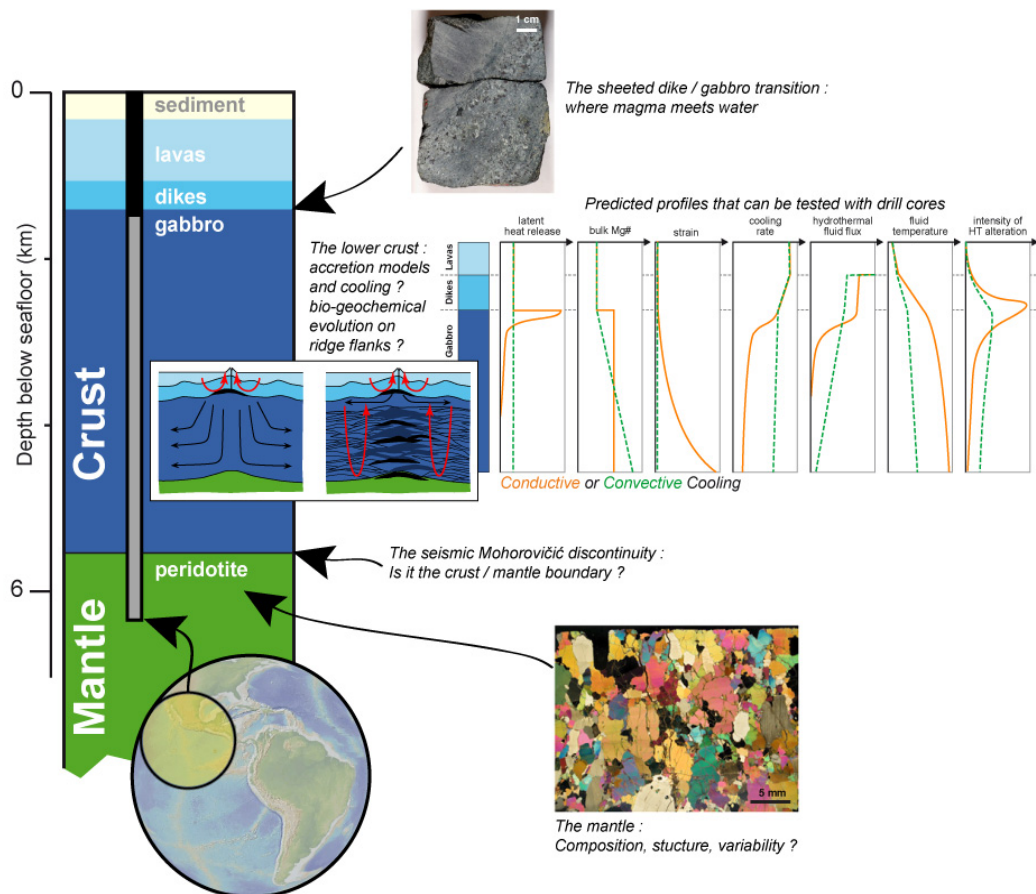 1 cm
The sheeted dike / gabbro transition :
where magma meets water
0
sediment
lavas
dikes
gabbro
Depth below seafloor (km)
Crust
Predicted profiles that can be tested with drill cores
latent
heat release
bulk Mg#
strain
cooling
rate
hydrothermal
fluid flux
fluid
temperature
intensity of
HT alteration
The lower crust :
accretion models
and cooling ?
bio-geochemical
evolution on
ridge flanks ?
Lavas
Dikes
Gabbro
Conductive or Convective Cooling
The seismic Mohorovičić discontinuity :
Is it the crust / mantle boundary ?
peridotite
6
Mantle
5 mm
The mantle :
Composition, stucture, variability ?